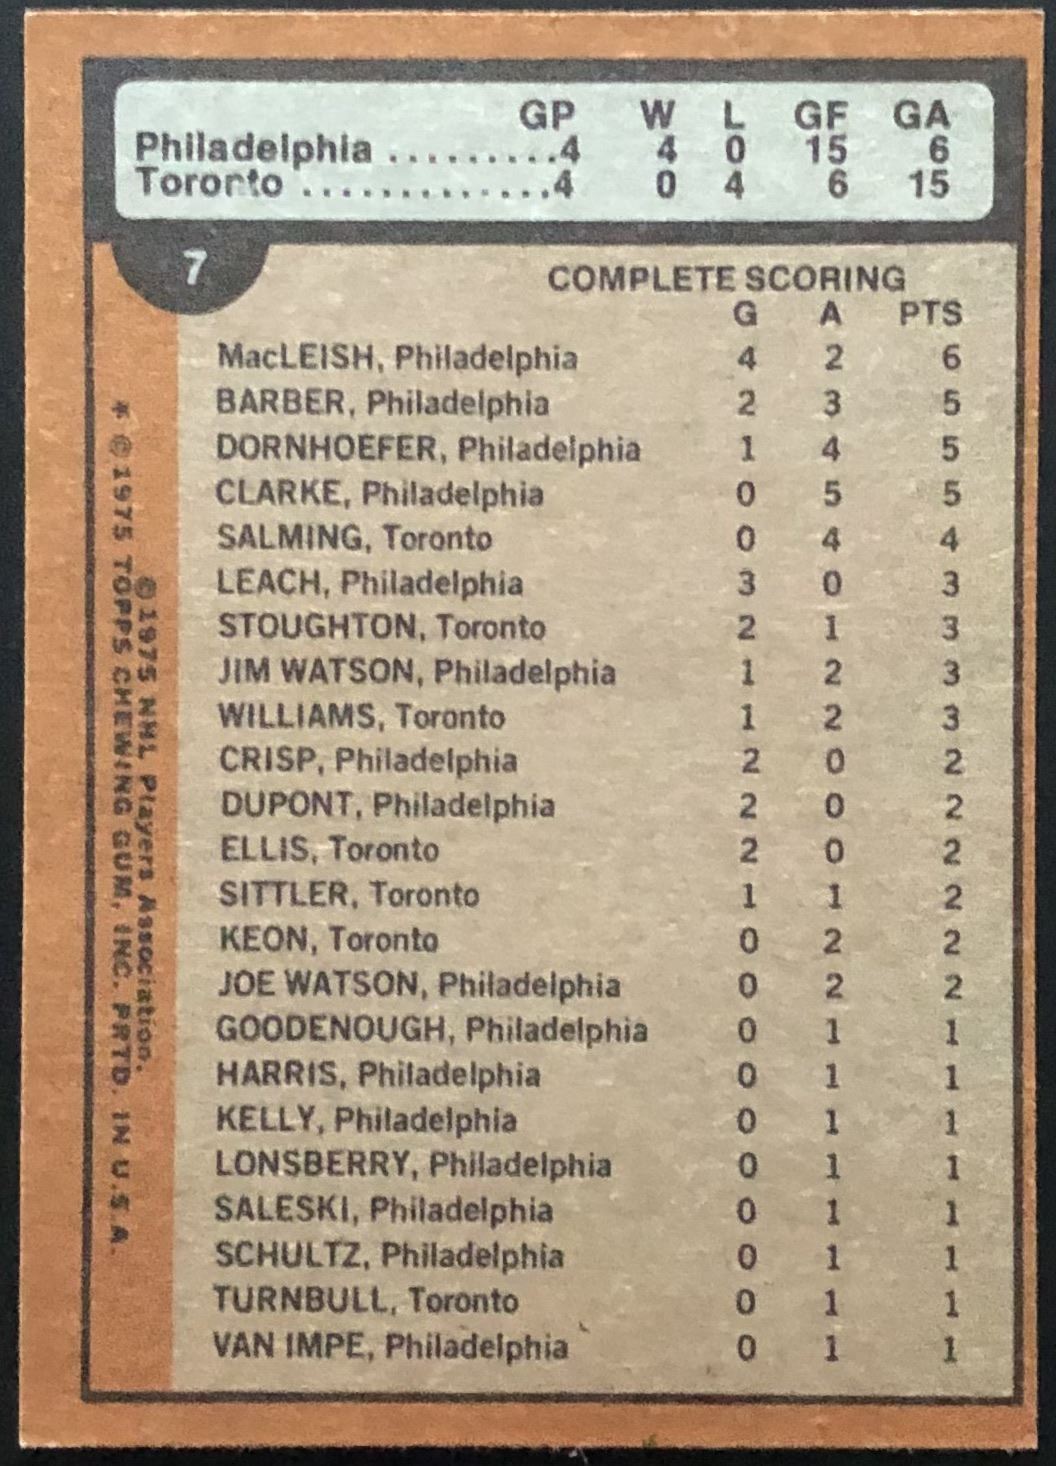 GP W L GF GA
Philadelphia .........4 4 0 15 6
Toronto .............4 0 4 6 15
7
COMPLETE SCORING
G A PTS
MacLEISH, Philadelphia 4 2 6
BARBER, Philadelphia 2 3 5
DORNHOEFER, Philadelphia 1 4 5
CLARKE, Philadelphia 0 5 5
SALMING, Toronto 0 4 4
LEACH, Philadelphia 3 0 3
STOUGHTON, Toronto 2 1 3
JIM WATSON, Philadelphia 1 2 3
WILLIAMS, Toronto 1 2 3
CRISP, Philadelphia 2 0 2
DUPONT, Philadelphia 2 0 2
ELLIS, Toronto 2 0 2
SITTLER, Toronto 1 1 2
KEON, Toronto 0 2 2
JOE WATSON, Philadelphia 0 2 2
GOODENOUGH, Philadelphia 0 1 1
HARRIS, Philadelphia 0 1 1
KELLY, Philadelphia 0 1 1
LONSBERRY, Philadelphia 0 1 1
SALESKI, Philadelphia 0 1 1
SCHULTZ, Philadelphia 0 1 1
TURNBULL, Toronto 0 1 1
VAN IMPE, Philadelphia 0 1 1
© 1975 NHL Players Association.
* © 1975 TOPPS CHEWING GUM, INC. PRTD. IN U.S.A.